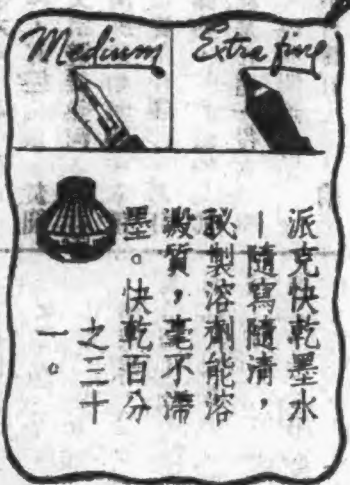 Medium
Extra fine
派克快乾墨水
—隨寫隨清，
秘製溶劑能溶
澱質，毫不滯
墨。快乾百分
之三十
一。